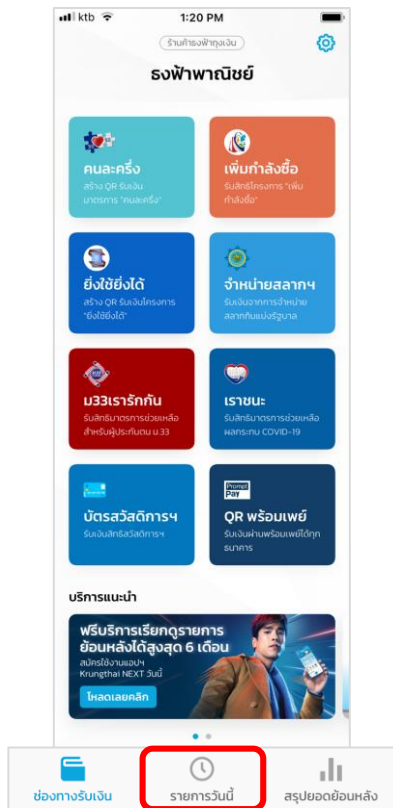 ktb 1:20 PM
ร้านค้าธงฟ้าถุงเงิน
ธงฟ้าพาณิชย์
คนละครึ่ง
สร้าง QR รับเงิน
มาตรการ "คนละครึ่ง"
เพิ่มกำลังซื้อ
รับสิทธิโครงการ "เพิ่ม
กำลังซื้อ"
ยิ่งใช้ยิ่งได้
สร้าง QR รับเงินโครงการ
"ยิ่งใช้ยิ่งได้"
จำหน่ายสลากฯ
รับเงินจากการจำหน่าย
สลากกินแบ่งรัฐบาล
ม33เรารักกัน
รับสิทธิมาตรการช่วยเหลือ
สำหรับผู้ประกันตน ม.33
เราชนะ
รับสิทธิมาตรการช่วยเหลือ
ผลกระทบ COVID-19
บัตรสวัสดิการฯ
รับเงินสิทธิสวัสดิการฯ
Prompt
Pay
QR พร้อมเพย์
รับเงินผ่านพร้อมเพย์ได้ทุก
ธนาคาร
บริการแนะนำ
ฟรีบริการเรียกดูรายการ
ย้อนหลังได้สูงสุด 6 เดือน
สมัครใช้งานแอปฯ
Krungthai NEXT วันนี้
โหลดเลยคลิก
ช่องทางรับเงิน
รายการวันนี้
สรุปยอดย้อนหลัง